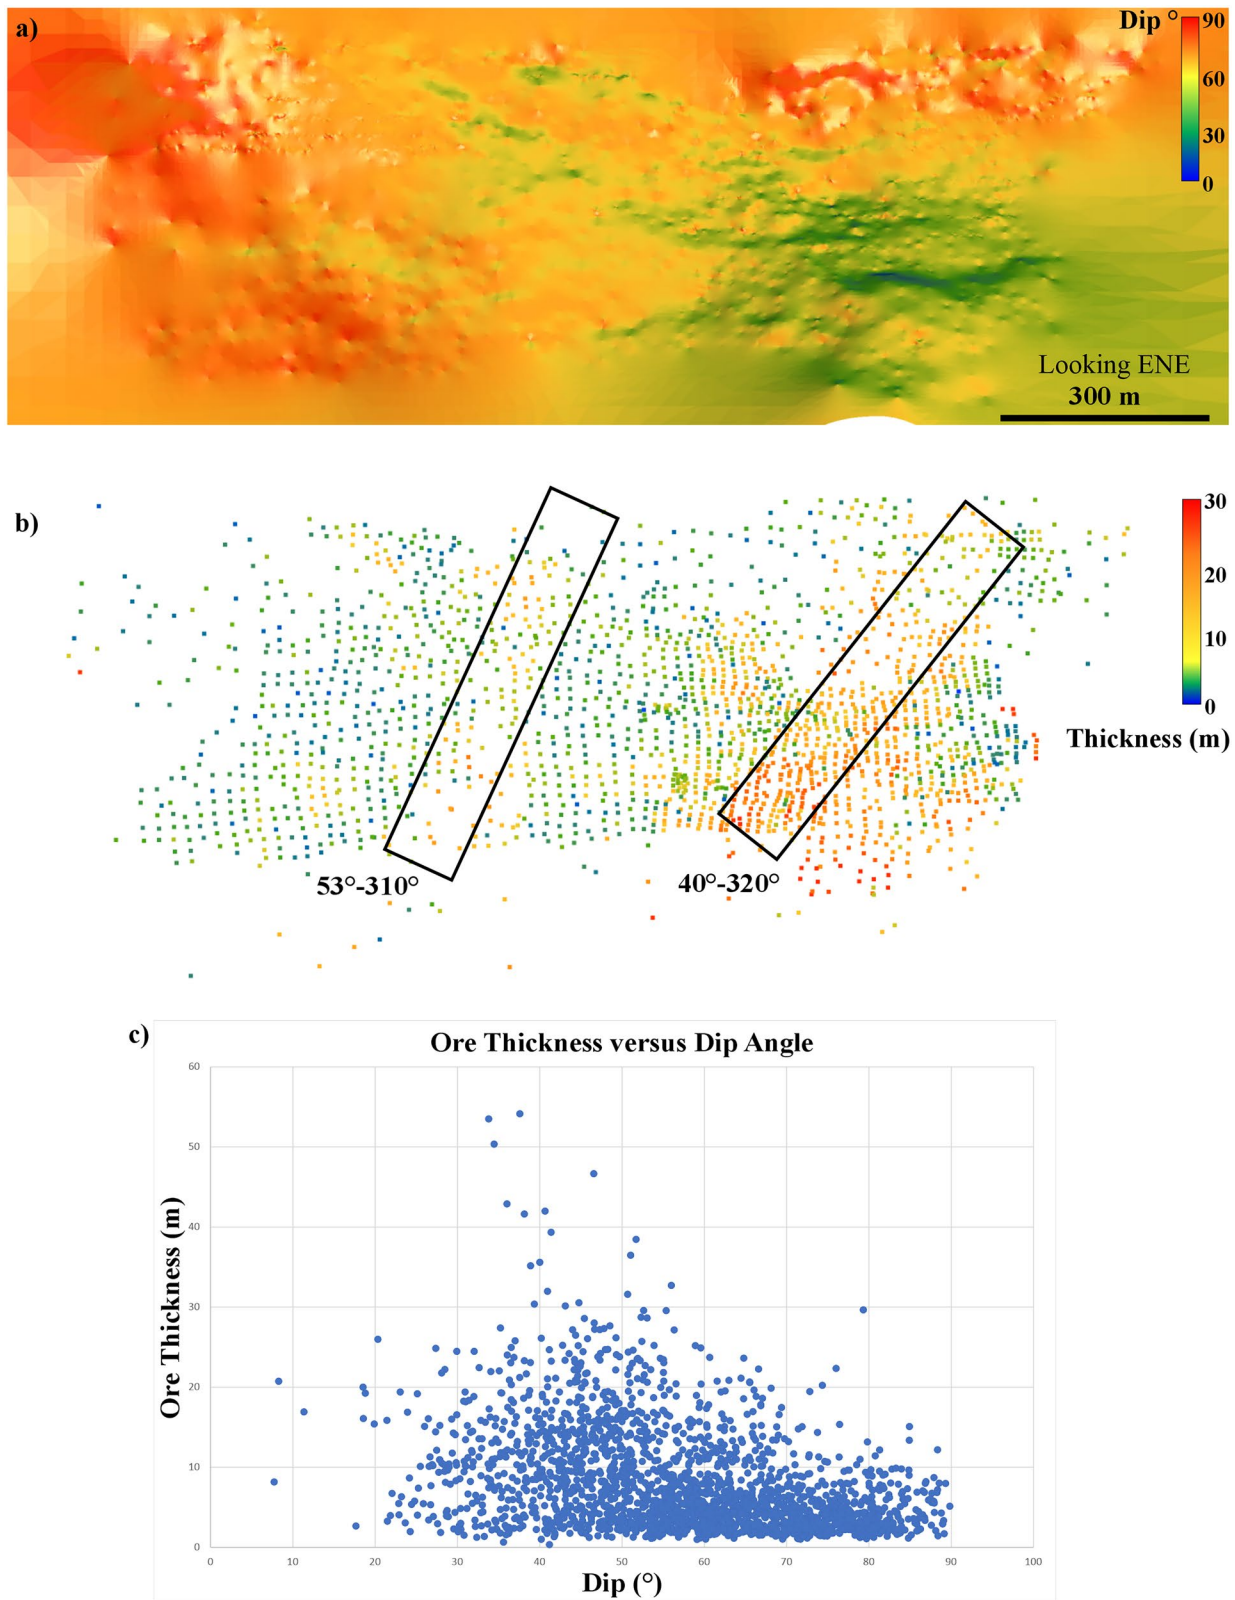 a)
Dip °
90
60
30
0
Looking ENE
300 m
b)
30
20
10
0
Thickness (m)
53°-310°
40°-320°
c)
Ore Thickness versus Dip Angle
60
50
40
30
20
10
0
Ore Thickness (m)
0 10 20 30 40 50 60 70 80 90 100
Dip (°)